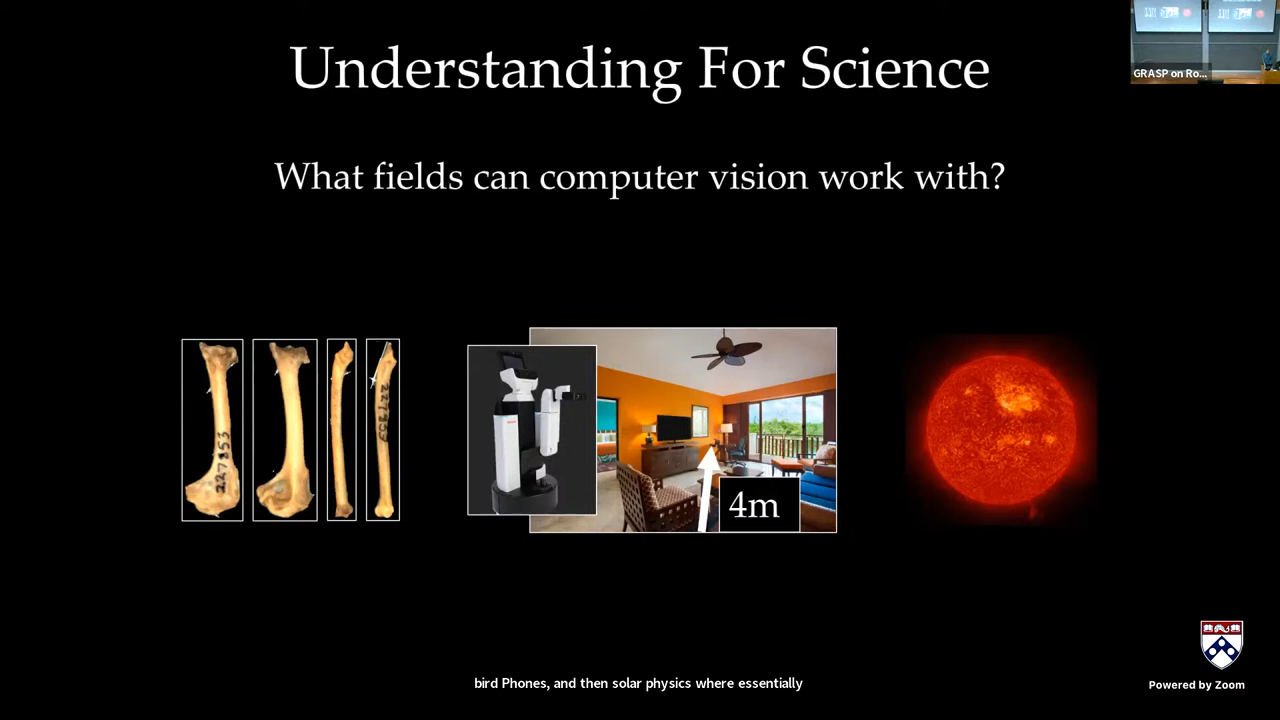 Understanding For Science
GRASP on Ro...
What fields can computer vision work with?
227853
4m
bird Phones, and then solar physics where essentially
Powered by Zoom